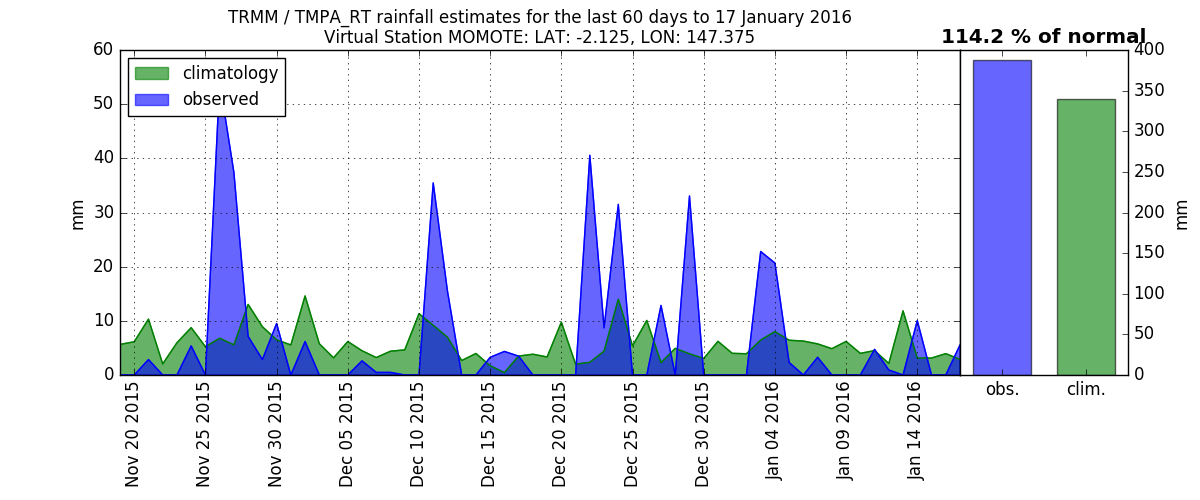 TRMM / TMPA_RT rainfall estimates for the last 60 days to 17 January 2016
Virtual Station MOMOTE: LAT: -2.125, LON: 147.375
114.2 % of normal
climatology
observed
60
50
40
30
20
10
0
mm
400
350
300
250
200
150
100
50
0
mm
Nov 20 2015
Nov 25 2015
Nov 30 2015
Dec 05 2015
Dec 10 2015
Dec 15 2015
Dec 20 2015
Dec 25 2015
Dec 30 2015
Jan 04 2016
Jan 09 2016
Jan 14 2016
obs.
clim.